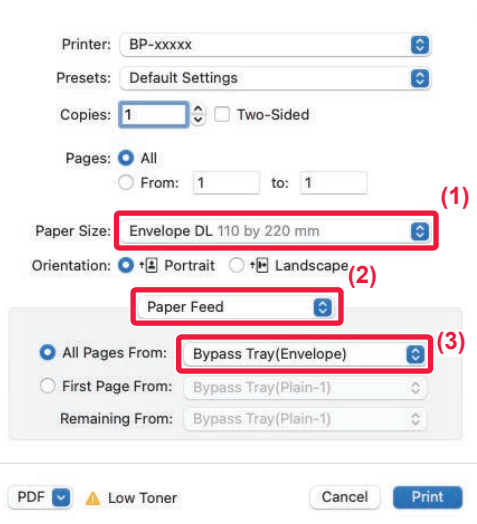 Printer: BP-xxxxx
Presets: Default Settings
Copies: 1 Two-Sided
Pages: All
From: 1 to: 1
(1)
Paper Size: Envelope DL 110 by 220 mm
Orientation: Portrait Landscape
(2)
Paper Feed
(3)
All Pages From: Bypass Tray(Envelope)
First Page From: Bypass Tray(Plain-1)
Remaining From: Bypass Tray(Plain-1)
PDF Low Toner Cancel Print